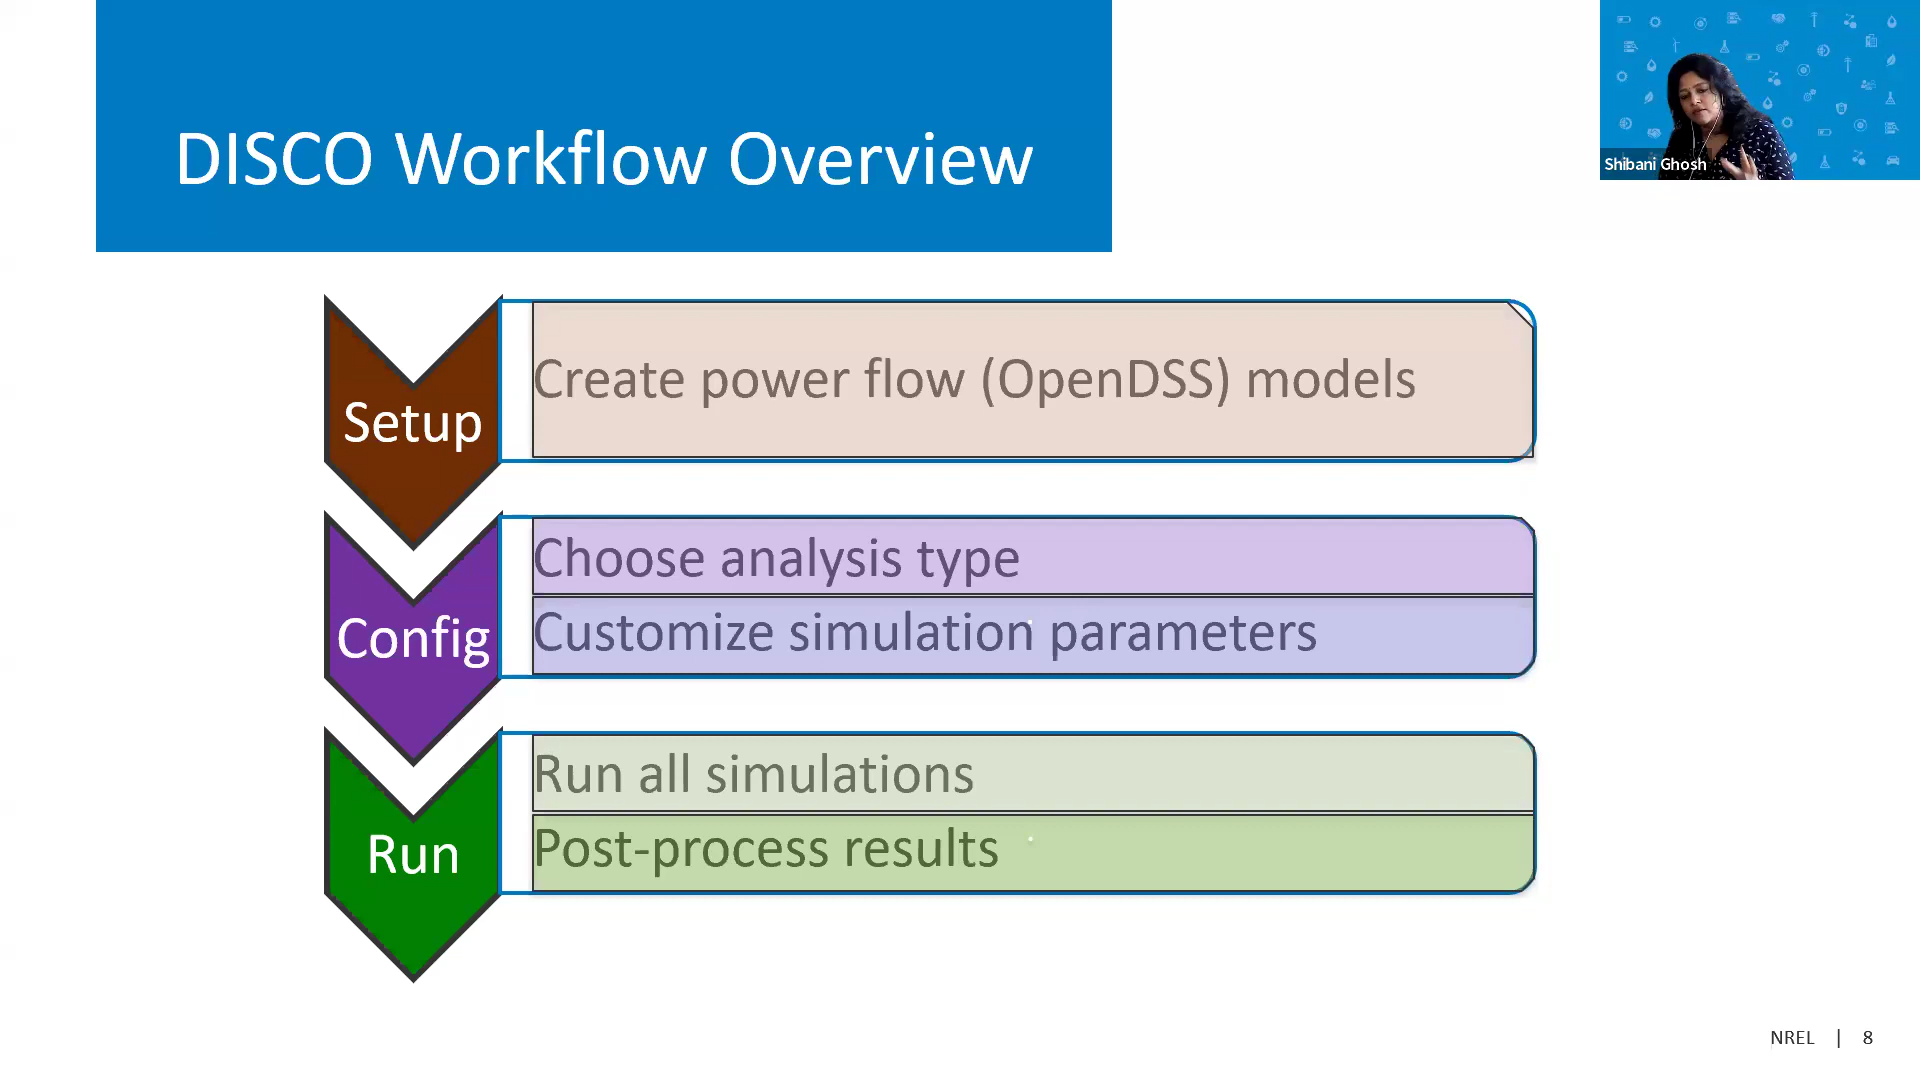 DISCO Workflow Overview
Shibani Ghosh
Setup
Create power flow (OpenDSS) models
Config
Choose analysis type
Customize simulation parameters
Run
Run all simulations
Post-process results
NREL | 8